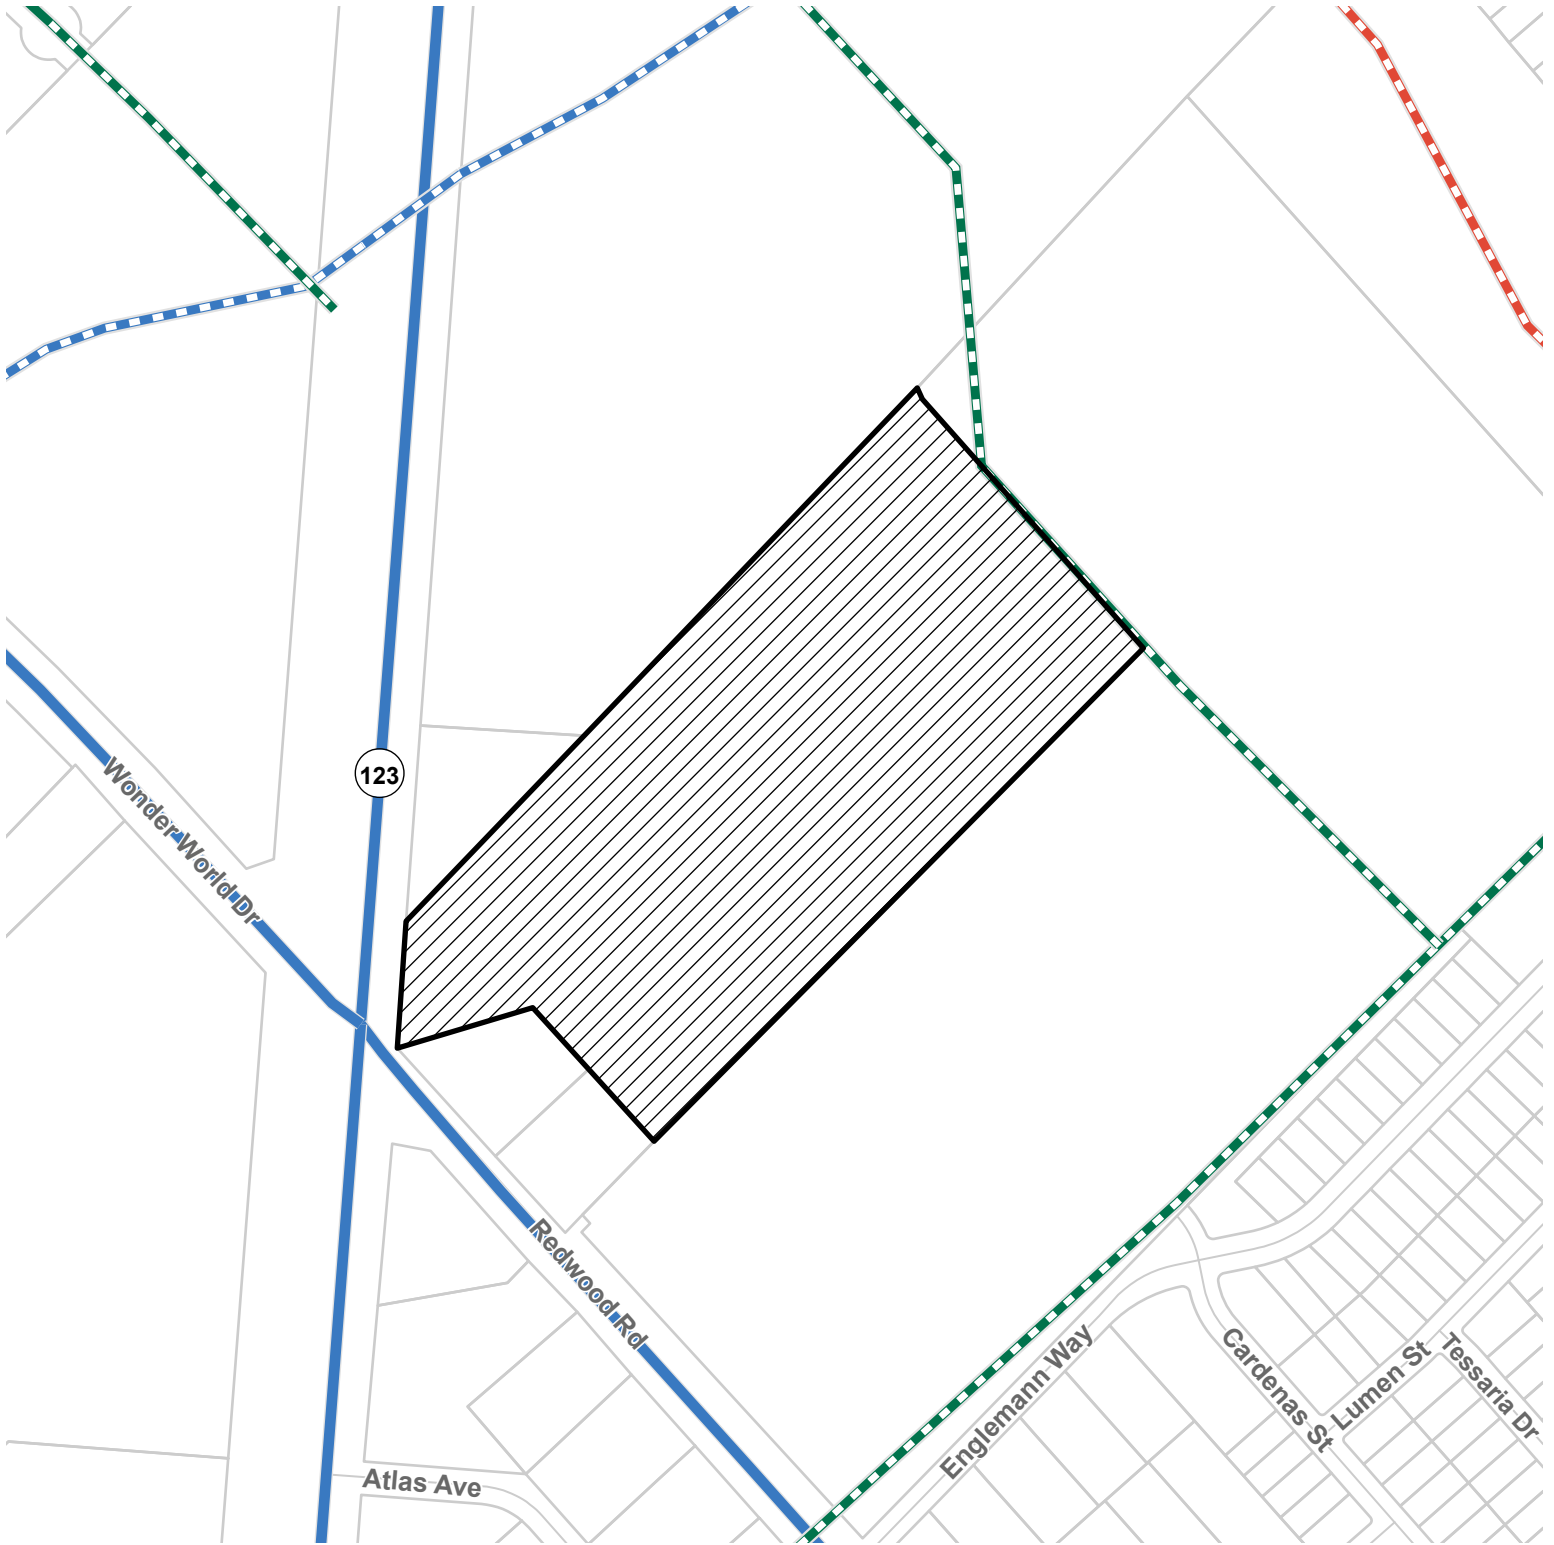 Wonder World Dr
123
Redwood Rd
Englemann Way
Cardenas St
Lumen St
Tessaria Dr
Atlas Ave